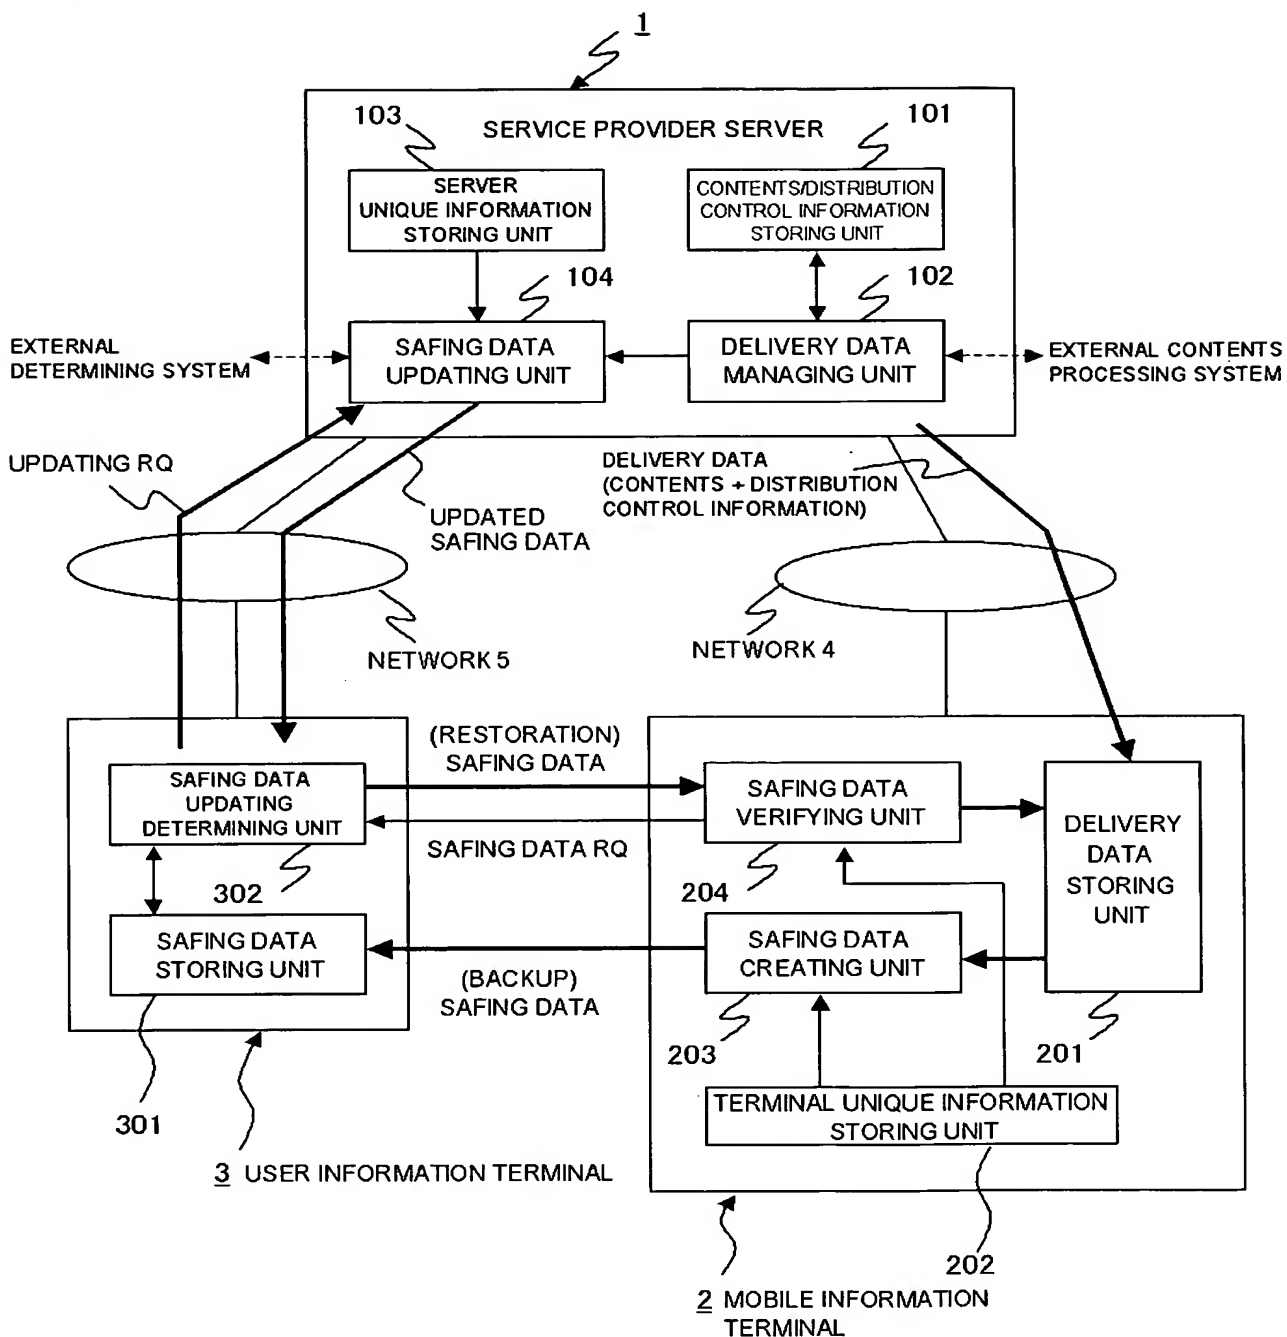 1
103
101
SERVICE PROVIDER SERVER
SERVER
UNIQUE INFORMATION
STORING UNIT
CONTENTS/DISTRIBUTION
CONTROL INFORMATION
STORING UNIT
104
102
EXTERNAL
DETERMINING SYSTEM
SAFING DATA
UPDATING UNIT
DELIVERY DATA
MANAGING UNIT
EXTERNAL CONTENTS
PROCESSING SYSTEM
UPDATING RQ
DELIVERY DATA
(CONTENTS + DISTRIBUTION
CONTROL INFORMATION)
UPDATED
SAFING DATA
NETWORK 5
NETWORK 4
(RESTORATION)
SAFING DATA
SAFING DATA
UPDATING
DETERMINING UNIT
SAFING DATA
VERIFYING UNIT
DELIVERY
DATA
STORING
UNIT
SAFING DATA RQ
302
204
SAFING DATA
STORING UNIT
SAFING DATA
CREATING UNIT
(BACKUP)
SAFING DATA
203
201
301
TERMINAL UNIQUE INFORMATION
STORING UNIT
3 USER INFORMATION TERMINAL
202
2 MOBILE INFORMATION
TERMINAL